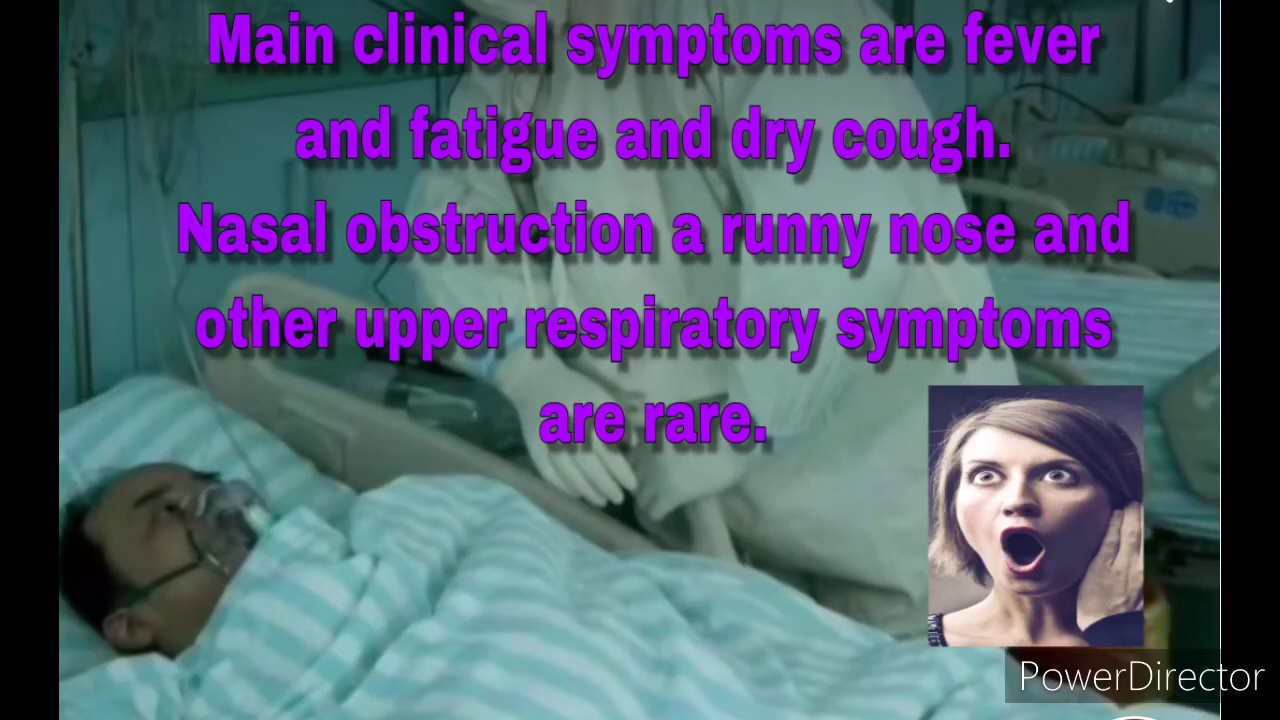 Main clinical symptoms are fever
and fatigue and dry cough.
Nasal obstruction a runny nose and
other upper respiratory symptoms
are rare.
PowerDirector